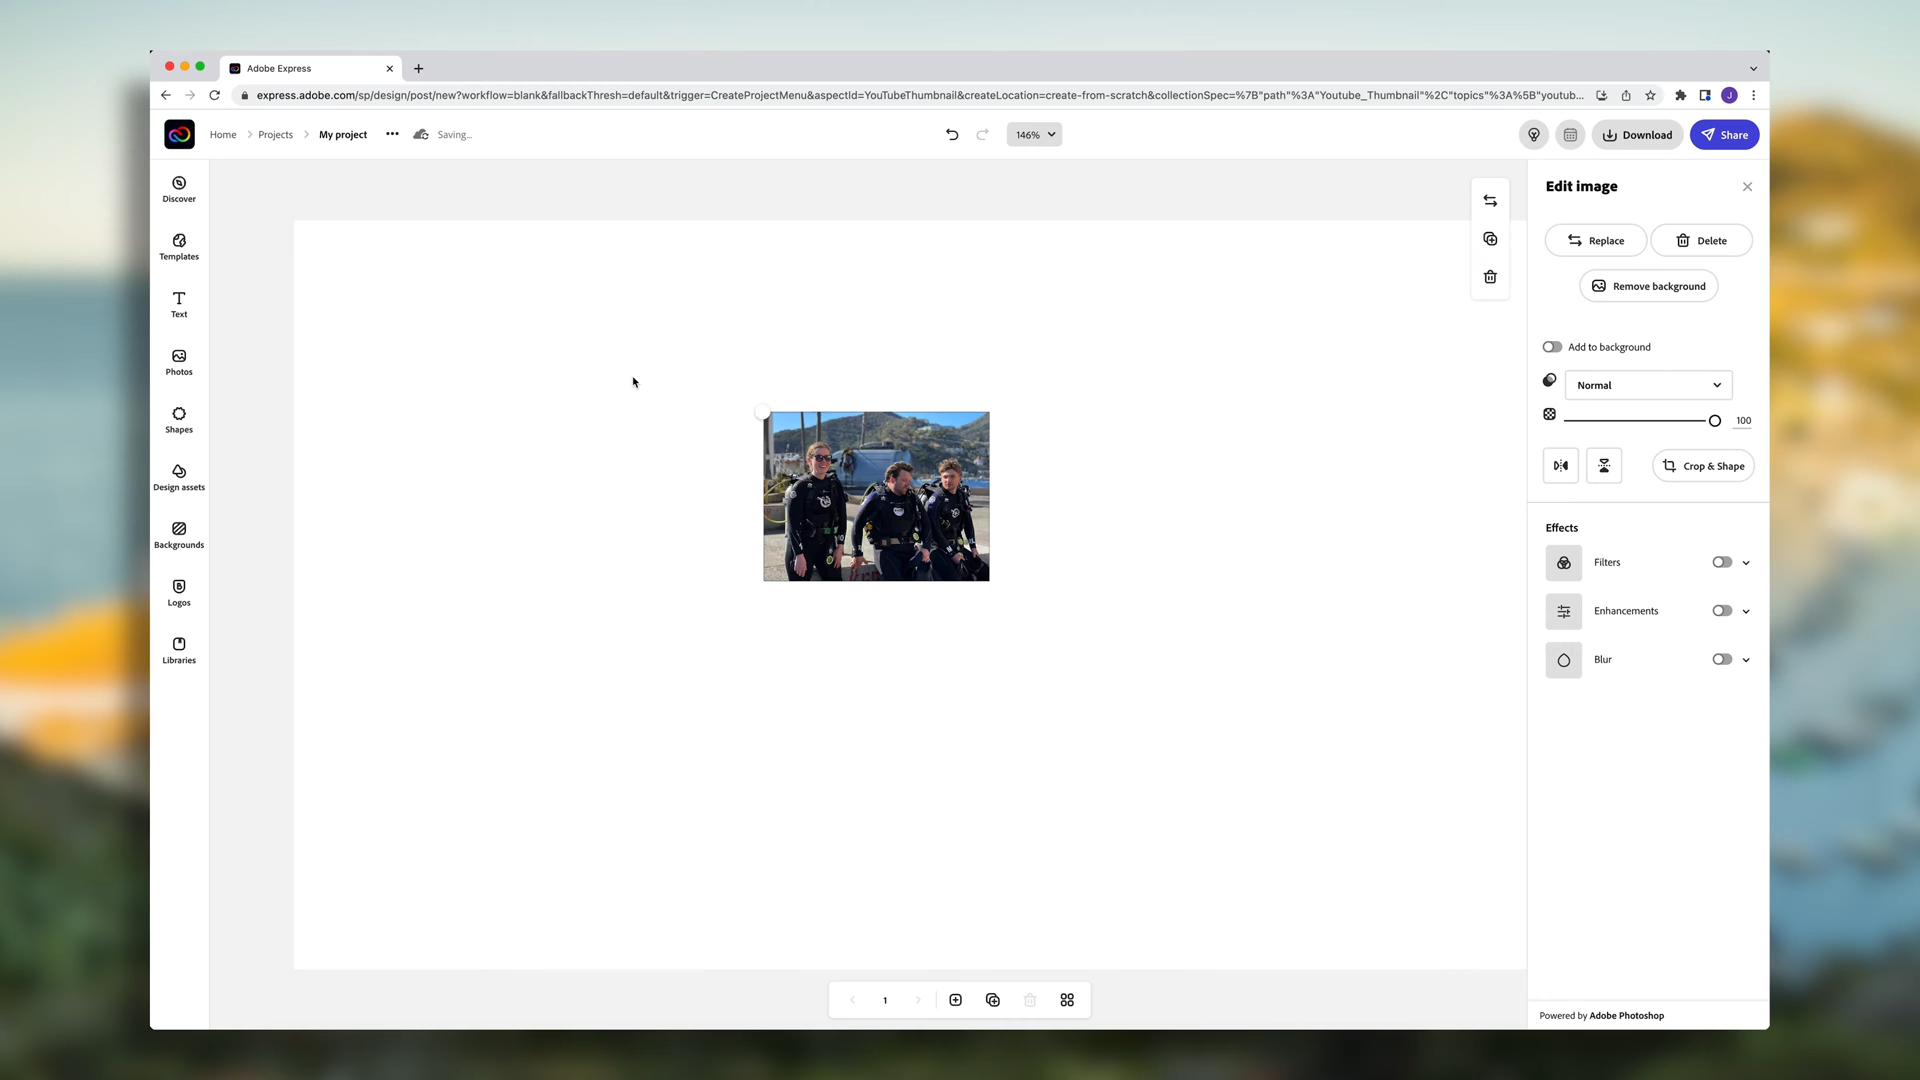 Adobe Express
express.adobe.com/sp/design/post/new?workflow=blank&fallbackThresh=default&trigger=CreateProjectMenu&aspectId=YouTubeThumbnail&createLocation=create-from-scratch&collectionSpec=%7B"path"%3A"Youtube_Thumbnail"%2C"topics"%3A%5B"youtub...
J
Home
Projects
My project
Saving...
146%
Download
Share
Discover
Templates
Text
Photos
Shapes
Design assets
Backgrounds
Logos
Libraries
Edit image
Replace
Delete
Remove background
Add to background
Normal
100
Crop & Shape
Effects
Filters
Enhancements
Blur
1
Powered by Adobe Photoshop